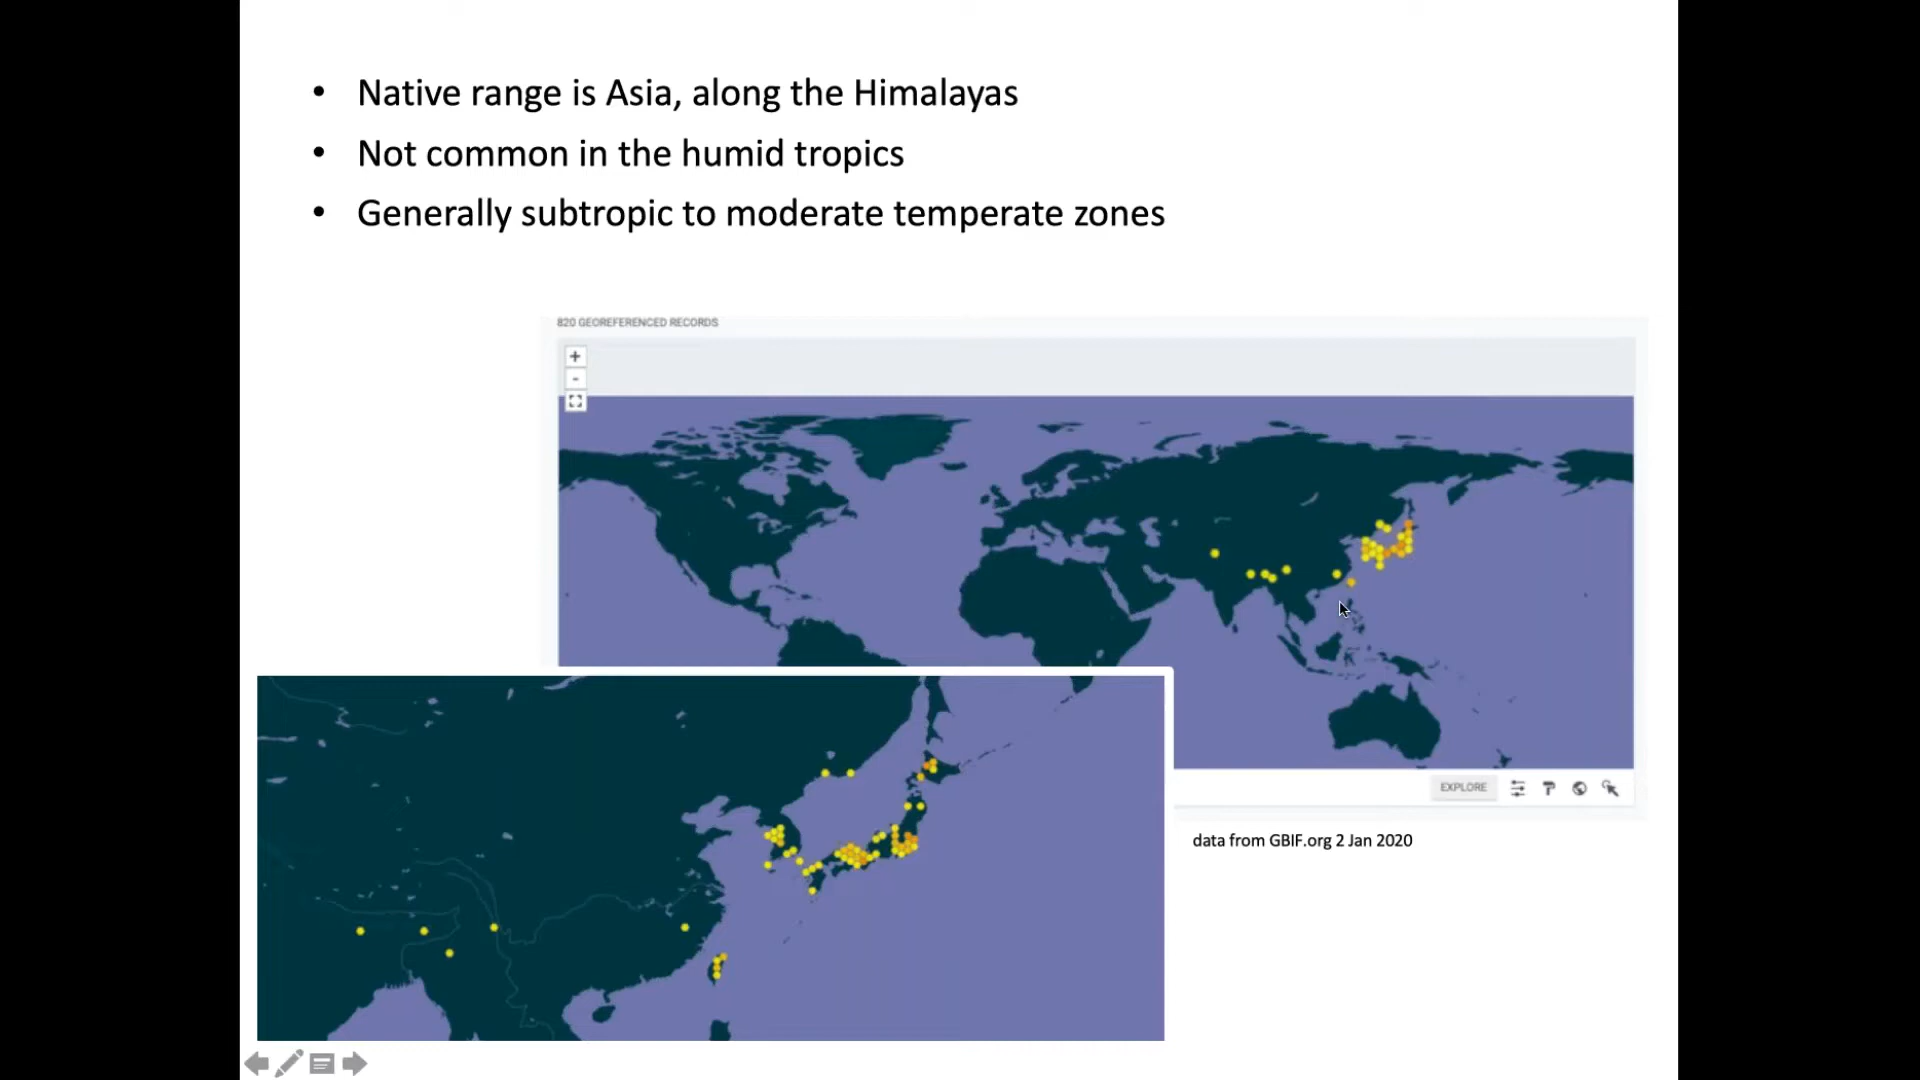 • Native range is Asia, along the Himalayas
• Not common in the humid tropics
• Generally subtropic to moderate temperate zones
820 GEOREFERENCED RECORDS
+
-
EXPLORE
data from GBIF.org 2 Jan 2020